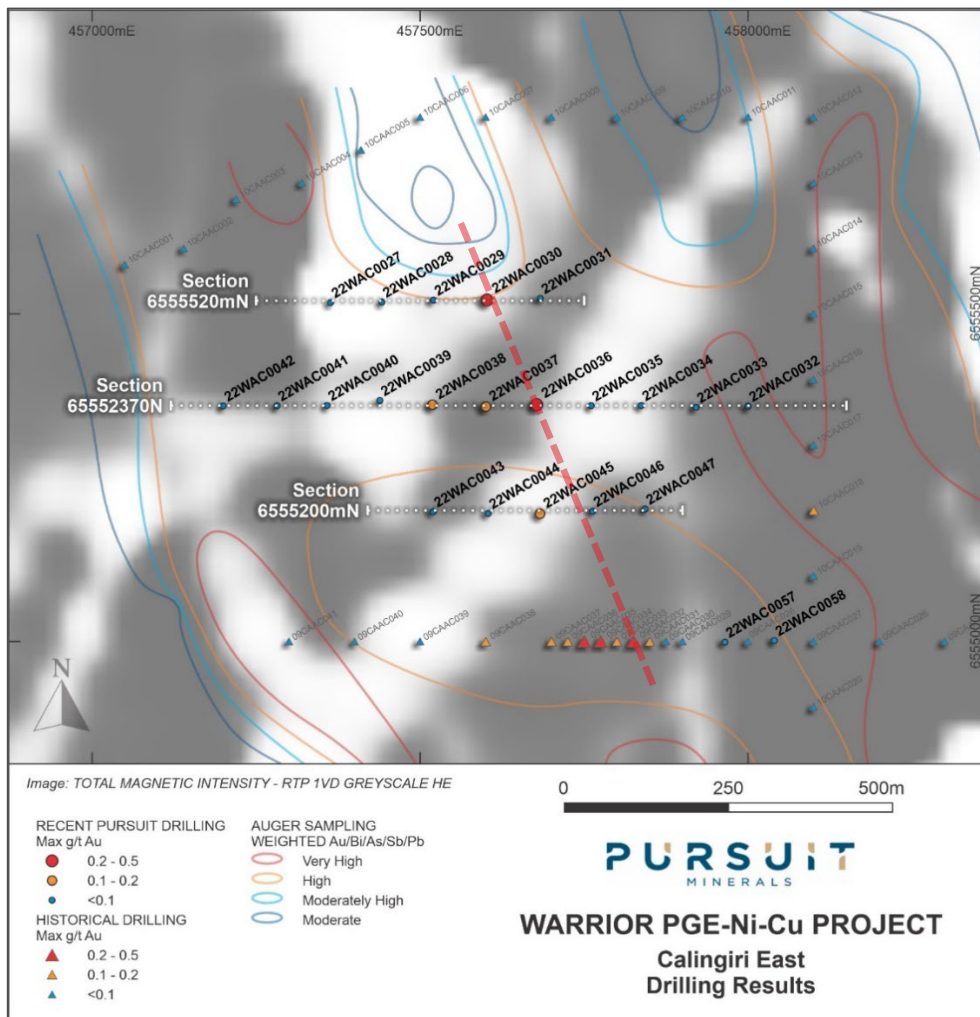 457000mE
457500mE
458000mE
10CAAC006
10CAAC007
10CAAC008
10CAAC009
10CAAC010
10CAAC011
10CAAC012
10CAAC005
10CAAC004
10CAAC003
10CAAC013
10CAAC002
10CAAC001
10CAAC014
Section
6555520mN
22WAC0027
22WAC0028
22WAC0029
22WAC0030
22WAC0031
10CAAC015
6555500mN
Section
65552370N
22WAC0042
22WAC0041
22WAC0040
22WAC0039
22WAC0038
22WAC0037
22WAC0036
22WAC0035
22WAC0034
22WAC0033
22WAC0032
10CAAC016
10CAAC017
Section
6555200mN
22WAC0043
22WAC0044
22WAC0045
22WAC0046
22WAC0047
10CAAC018
10CAAC019
09CAAC041
09CAAC040
09CAAC039
09CAAC038
09CAAC029
22WAC0057
22WAC0058
09CAAC027
09CAAC026
6555000mN
10CAAC020
N
Image: TOTAL MAGNETIC INTENSITY - RTP 1VD GREYSCALE HE
RECENT PURSUIT DRILLING
Max g/t Au
0.2 - 0.5
0.1 - 0.2
<0.1
HISTORICAL DRILLING
Max g/t Au
0.2 - 0.5
0.1 - 0.2
<0.1
AUGER SAMPLING
WEIGHTED Au/Bi/As/Sb/Pb
Very High
High
Moderately High
Moderate
0 250 500m
PURSUIT
MINERALS
WARRIOR PGE-Ni-Cu PROJECT
Calingiri East
Drilling Results